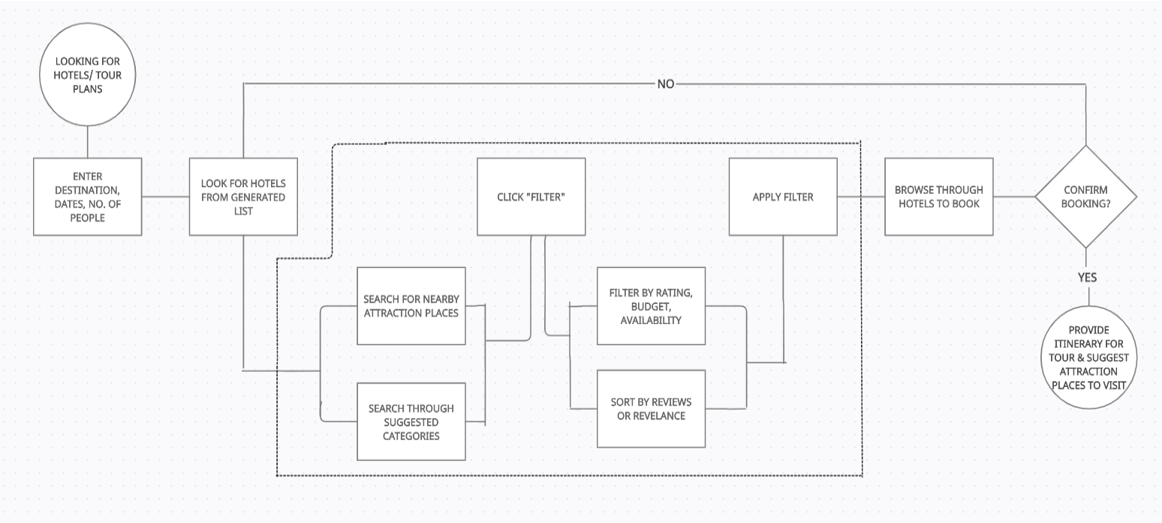 LOOKING FOR
HOTELS/ TOUR
PLANS
NO
ENTER
DESTINATION,
DATES, NO. OF
PEOPLE
LOOK FOR HOTELS
FROM GENERATED
LIST
CLICK "FILTER"
APPLY FILTER
BROWSE THROUGH
HOTELS TO BOOK
CONFIRM
BOOKING?
SEARCH FOR NEARBY
ATTRACTION PLACES
FILTER BY RATING,
BUDGET,
AVAILABILITY
YES
SEARCH THROUGH
SUGGESTED
CATEGORIES
SORT BY REVIEWS
OR REVELANCE
PROVIDE
ITINERARY FOR
TOUR & SUGGEST
ATTRACTION
PLACES TO VISIT